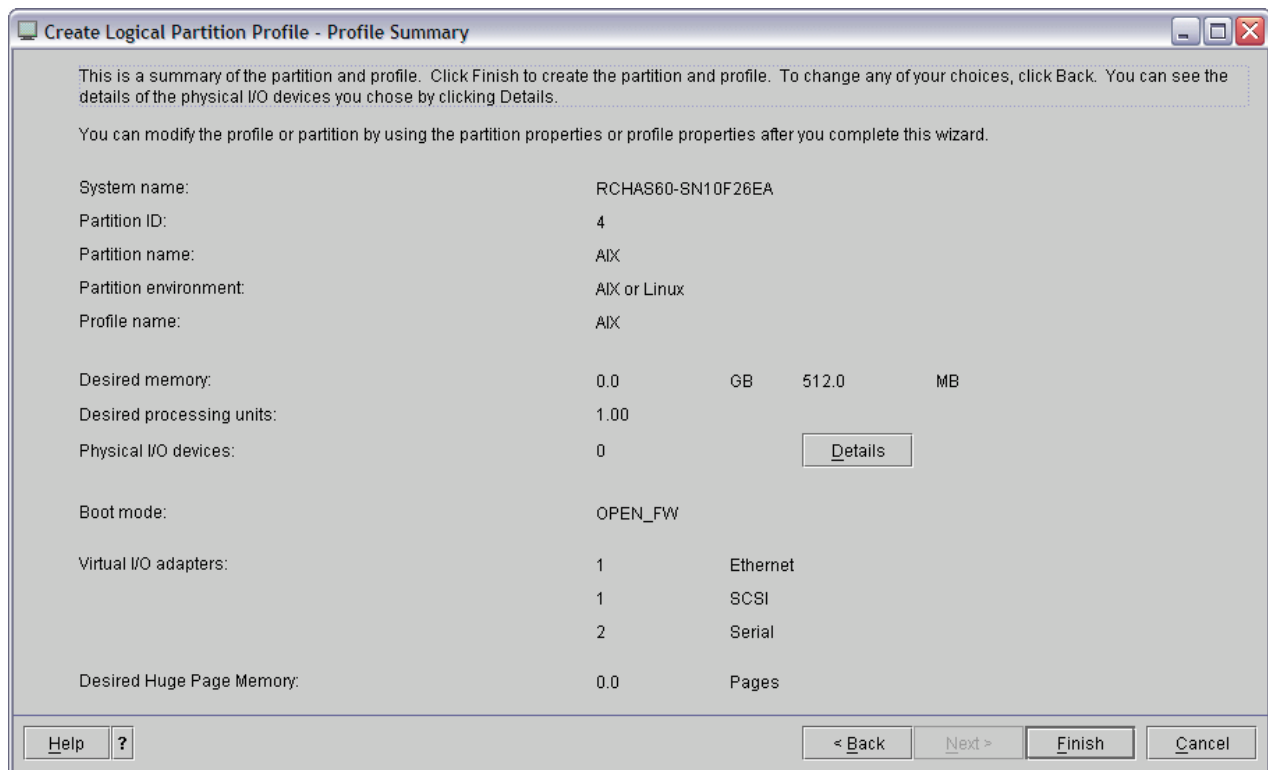 Create Logical Partition Profile - Profile Summary
This is a summary of the partition and profile. Click Finish to create the partition and profile. To change any of your choices, click Back. You can see the
details of the physical I/O devices you chose by clicking Details.
You can modify the profile or partition by using the partition properties or profile properties after you complete this wizard.
System name: RCHAS60-SN10F26EA
Partition ID: 4
Partition name: AIX
Partition environment: AIX or Linux
Profile name: AIX
Desired memory: 0.0 GB 512.0 MB
Desired processing units: 1.00
Physical I/O devices: 0 Details
Boot mode: OPEN_FW
Virtual I/O adapters: 1 Ethernet
1 SCSI
2 Serial
Desired Huge Page Memory: 0.0 Pages
Help ? < Back Next > Finish Cancel